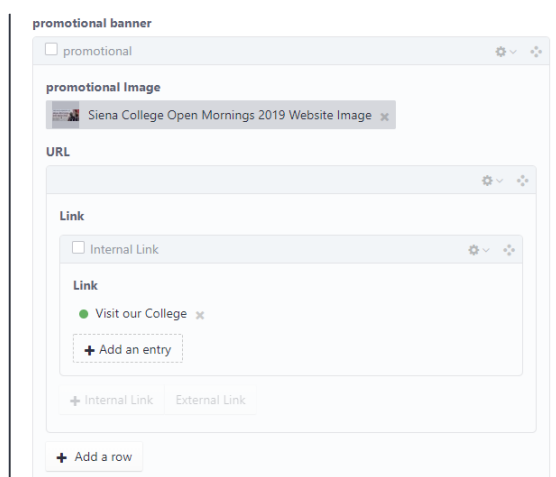 promotional banner
promotional
promotional Image
Siena College Open Mornings 2019 Website Image
URL
Link
Internal Link
Link
Visit our College
Add an entry
Internal Link External Link
Add a row